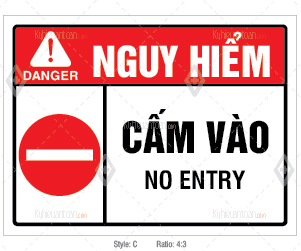 DANGER
NGUY HIỂM
CẤM VÀO
NO ENTRY
Style: C Ratio: 4:3